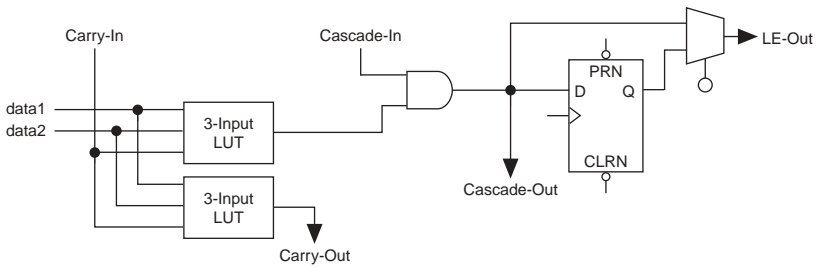 Carry-In
Cascade-In
LE-Out
PRN
data1
D
Q
data2
3-Input
LUT
CLRN
3-Input
LUT
Cascade-Out
Carry-Out